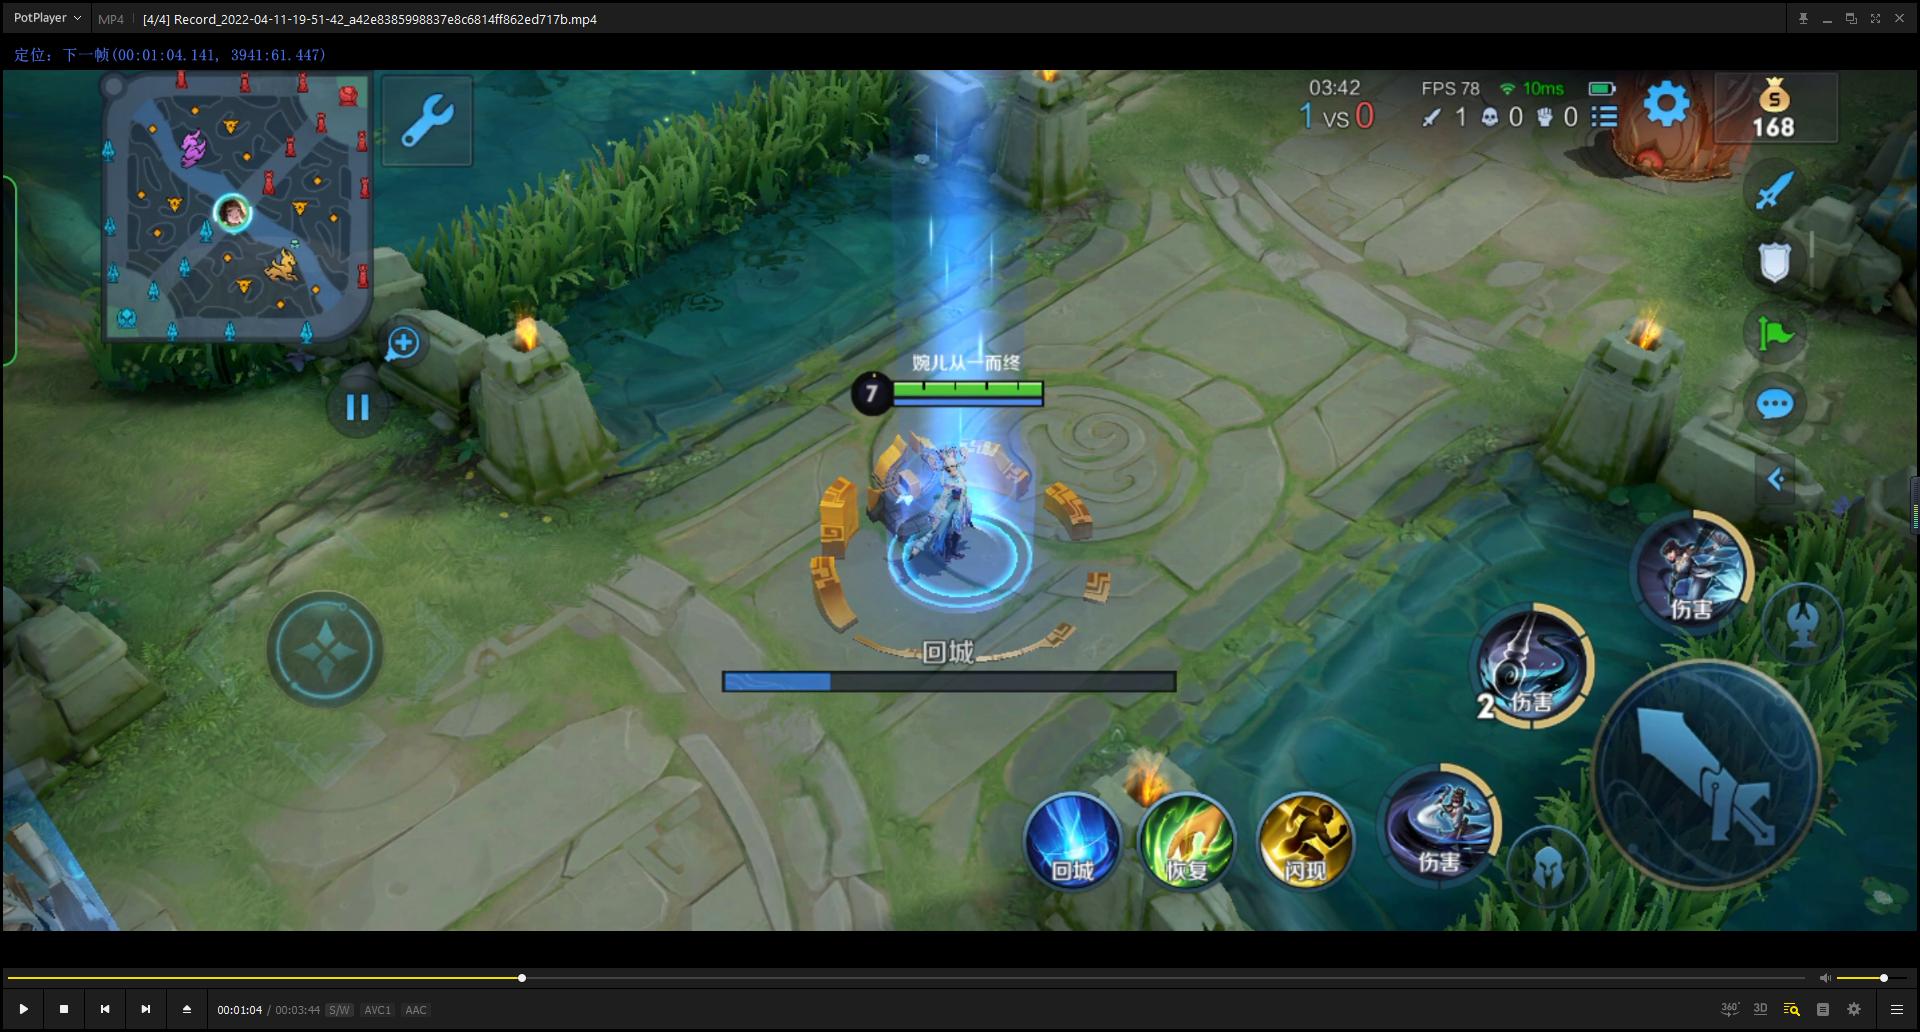 PotPlayer MP4 [4/4] Record_2022-04-11-19-51-42_a42e8385998837e8c6814ff862ed717b.mp4
定位: 下一帧(00:01:04.141, 3941:61.447)
03:42 FPS 78 10ms
1 VS 0 1 0 0
168
婉儿从一而终
7
伤害
回城
2 伤害
伤害
回城 恢复 闪现
00:01:04 / 00:03:44 S/W AVC1 AAC 360° 3D